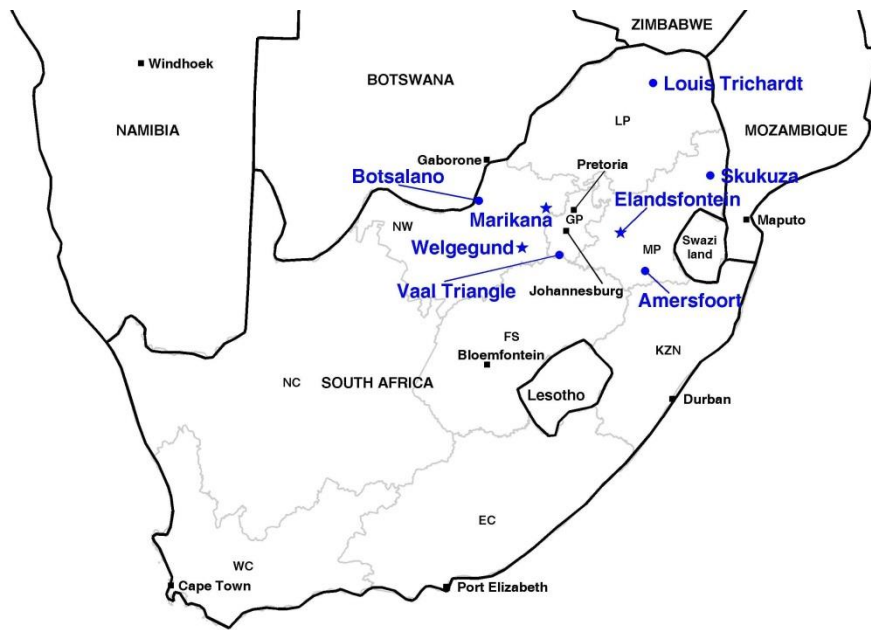 ZIMBABWE
Windhoek
BOTSWANA
Louis Trichardt
NAMIBIA
LP
MOZAMBIQUE
Gaborone
Pretoria
Botsalano
Skukuza
Elandsfontein
Marikana
NW
GP
Maputo
Welgegund
MP
Swazi
land
Vaal Triangle
Johannesburg
Amersfoort
FS
Bloemfontein
KZN
NC
SOUTH AFRICA
Lesotho
Durban
EC
WC
Cape Town
Port Elizabeth